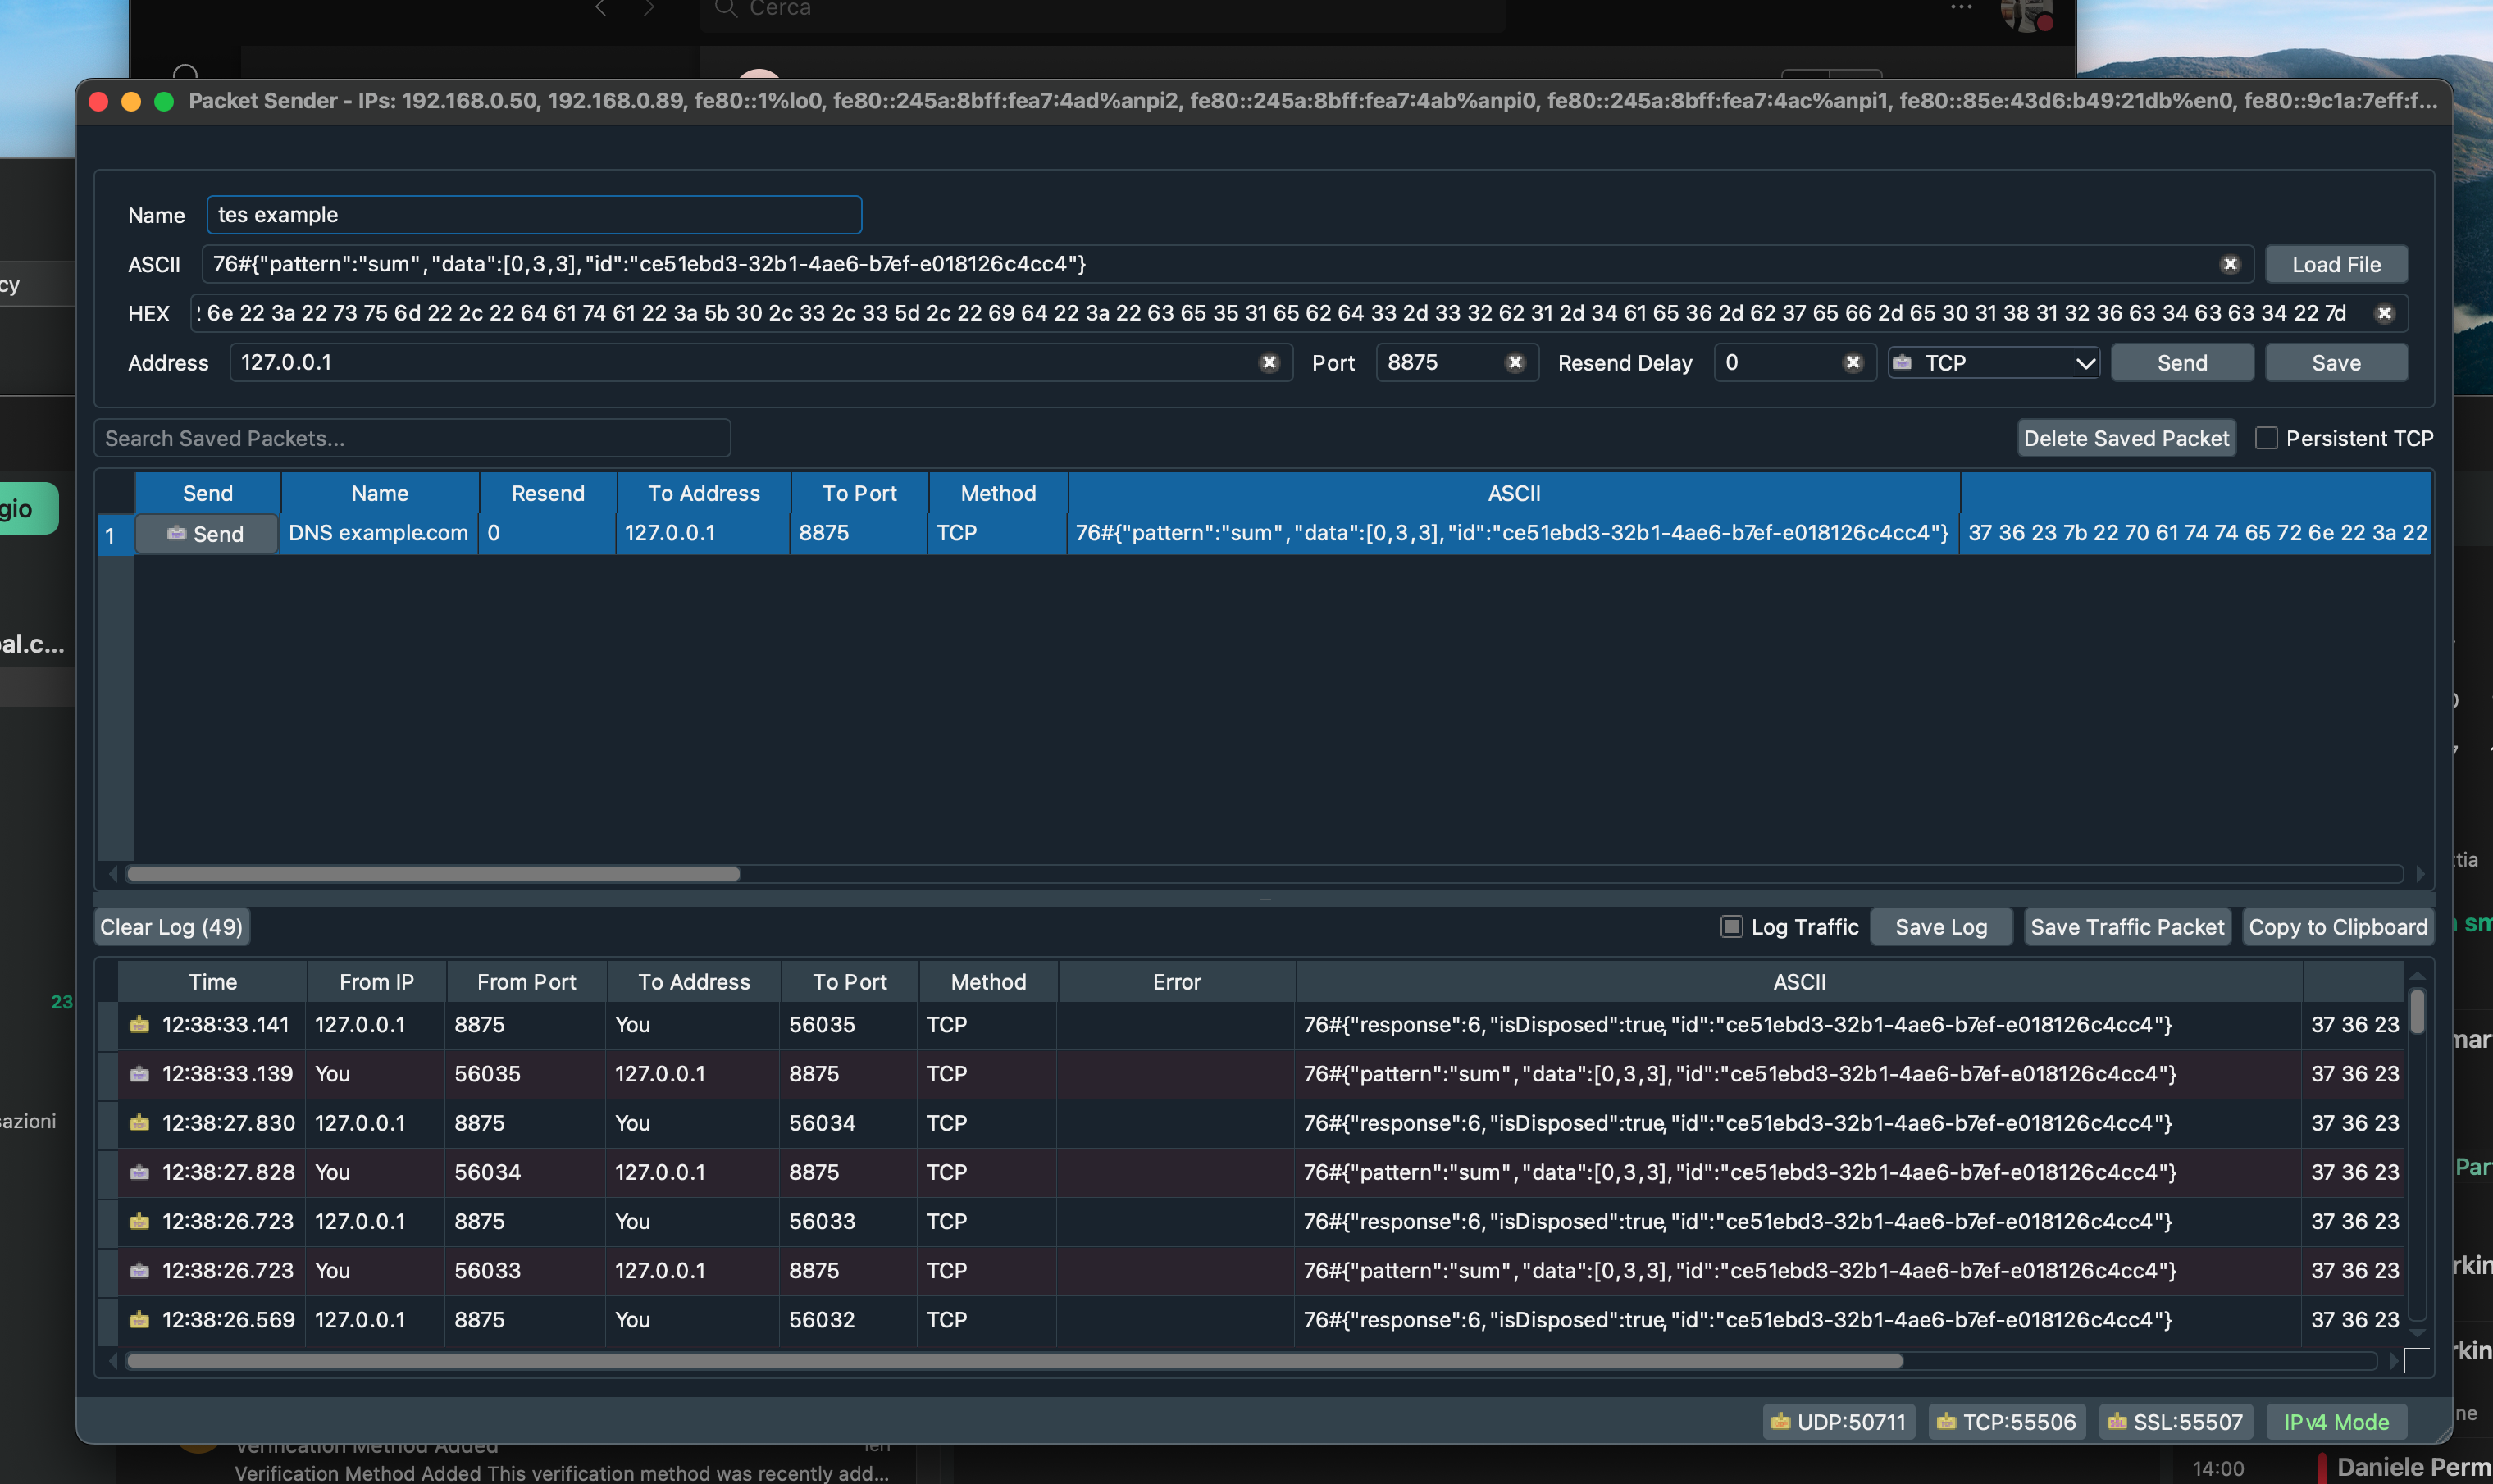 Cerca
Packet Sender - IPs: 192.168.0.50, 192.168.0.89, fe80::1%lo0, fe80::245a:8bff:fea7:4ad%anpi2, fe80::245a:8bff:fea7:4ab%anpi0, fe80::245a:8bff:fea7:4ac%anpi1, fe80::85e:43d6:b49:21db%en0, fe80::9c1a:7eff:f...
Name tes example
ASCII 76#{"pattern":"sum","data":[0,3,3],"id":"ce51ebd3-32b1-4ae6-b7ef-e018126c4cc4"} Load File
cy
HEX 6e 22 3a 22 73 75 6d 22 2c 22 64 61 74 61 22 3a 5b 30 2c 33 2c 33 5d 2c 22 69 64 22 3a 22 63 65 35 31 65 62 64 33 2d 33 32 62 31 2d 34 61 65 36 2d 62 37 65 66 2d 65 30 31 38 31 32 36 63 34 63 63 34 22 7d
Address 127.0.0.1 Port 8875 Resend Delay 0 TCP Send Save
Search Saved Packets... Delete Saved Packet Persistent TCP
Send Name Resend To Address To Port Method ASCII
gio
1 Send DNS example.com 0 127.0.0.1 8875 TCP 76#{"pattern":"sum","data":[0,3,3],"id":"ce51ebd3-32b1-4ae6-b7ef-e018126c4cc4"} 37 36 23 7b 22 70 61 74 74 65 72 6e 22 3a 22
al.c...
tia
Clear Log (49) Log Traffic Save Log Save Traffic Packet Copy to Clipboard
sm
Time From IP From Port To Address To Port Method Error ASCII
23
12:38:33.141 127.0.0.1 8875 You 56035 TCP 76#{"response":6,"isDisposed":true,"id":"ce51ebd3-32b1-4ae6-b7ef-e018126c4cc4"} 37 36 23
mar
12:38:33.139 You 56035 127.0.0.1 8875 TCP 76#{"pattern":"sum","data":[0,3,3],"id":"ce51ebd3-32b1-4ae6-b7ef-e018126c4cc4"} 37 36 23
azioni
12:38:27.830 127.0.0.1 8875 You 56034 TCP 76#{"response":6,"isDisposed":true,"id":"ce51ebd3-32b1-4ae6-b7ef-e018126c4cc4"} 37 36 23
12:38:27.828 You 56034 127.0.0.1 8875 TCP 76#{"pattern":"sum","data":[0,3,3],"id":"ce51ebd3-32b1-4ae6-b7ef-e018126c4cc4"} 37 36 23
Par
12:38:26.723 127.0.0.1 8875 You 56033 TCP 76#{"response":6,"isDisposed":true,"id":"ce51ebd3-32b1-4ae6-b7ef-e018126c4cc4"} 37 36 23
12:38:26.723 You 56033 127.0.0.1 8875 TCP 76#{"pattern":"sum","data":[0,3,3],"id":"ce51ebd3-32b1-4ae6-b7ef-e018126c4cc4"} 37 36 23
rkin
12:38:26.569 127.0.0.1 8875 You 56032 TCP 76#{"response":6,"isDisposed":true,"id":"ce51ebd3-32b1-4ae6-b7ef-e018126c4cc4"} 37 36 23
rkin
ne
UDP:50711 TCP:55506 SSL:55507 IPv4 Mode
Verification Method Added Ieri
Verification Method Added This verification method was recently add...
14:00 Daniele Perm